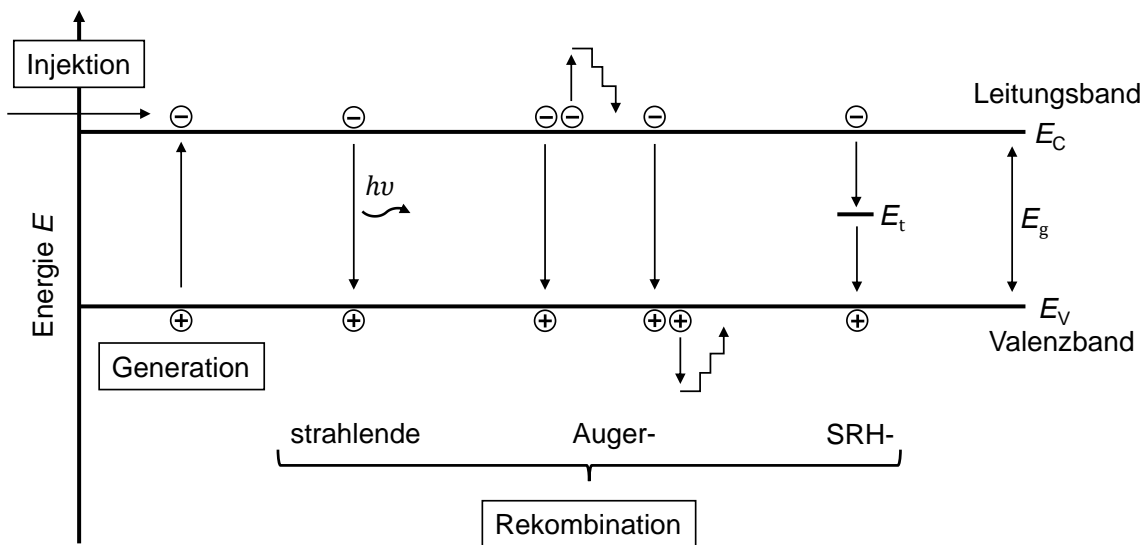 Injektion
Leitungsband
E_C
hν
E_t
E_g
Energie E
E_V
Valenzband
Generation
strahlende
Auger-
SRH-
Rekombination